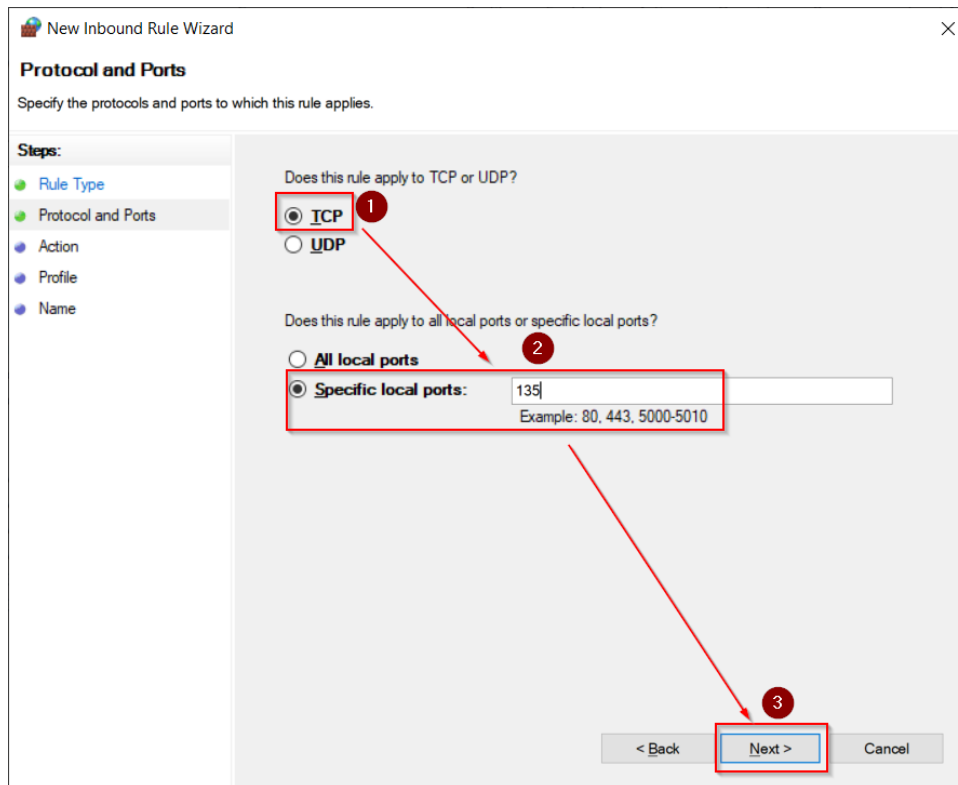 New Inbound Rule Wizard
Protocol and Ports
Specify the protocols and ports to which this rule applies.
Steps:
Rule Type
Protocol and Ports
Action
Profile
Name
Does this rule apply to TCP or UDP?
TCP
1
UDP
Does this rule apply to all local ports or specific local ports?
2
All local ports
Specific local ports: 135
Example: 80, 443, 5000-5010
3
< Back Next > Cancel